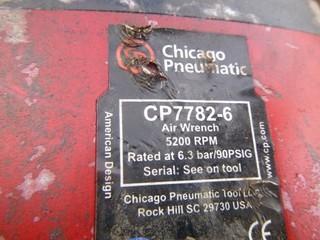 Chicago
Pneumatic
CP7782-6
Air Wrench
5200 RPM
Rated at 6.3 bar/90PSIG
Serial: See on tool
American Design
www.cp.com
Chicago Pneumatic Tool
Rock Hill SC 29730 USA
CE